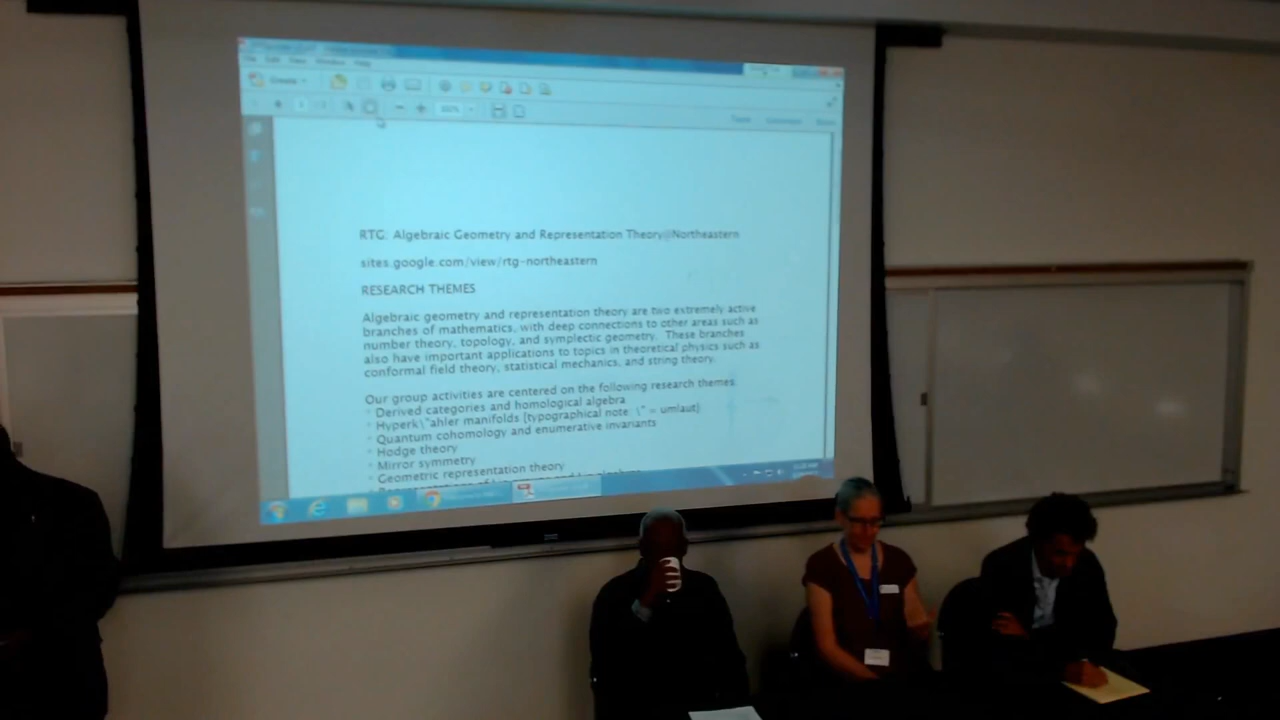 Create
RTG: Algebraic Geometry and Representation Theory@Northeastern
sites.google.com/view/rtg-northeastern
RESEARCH THEMES
Algebraic geometry and representation theory are two extremely active
branches of mathematics, with deep connections to other areas such as
number theory, topology, and symplectic geometry. These branches
also have important applications to topics in theoretical physics such as
conformal field theory, statistical mechanics, and string theory.
Our group activities are centered on the following research themes:
* Derived categories and homological algebra
* Hyperk\"ahler manifolds (typographical note: \" = umlaut)
* Quantum cohomology and enumerative invariants
* Hodge theory
* Mirror symmetry
* Geometric representation theory